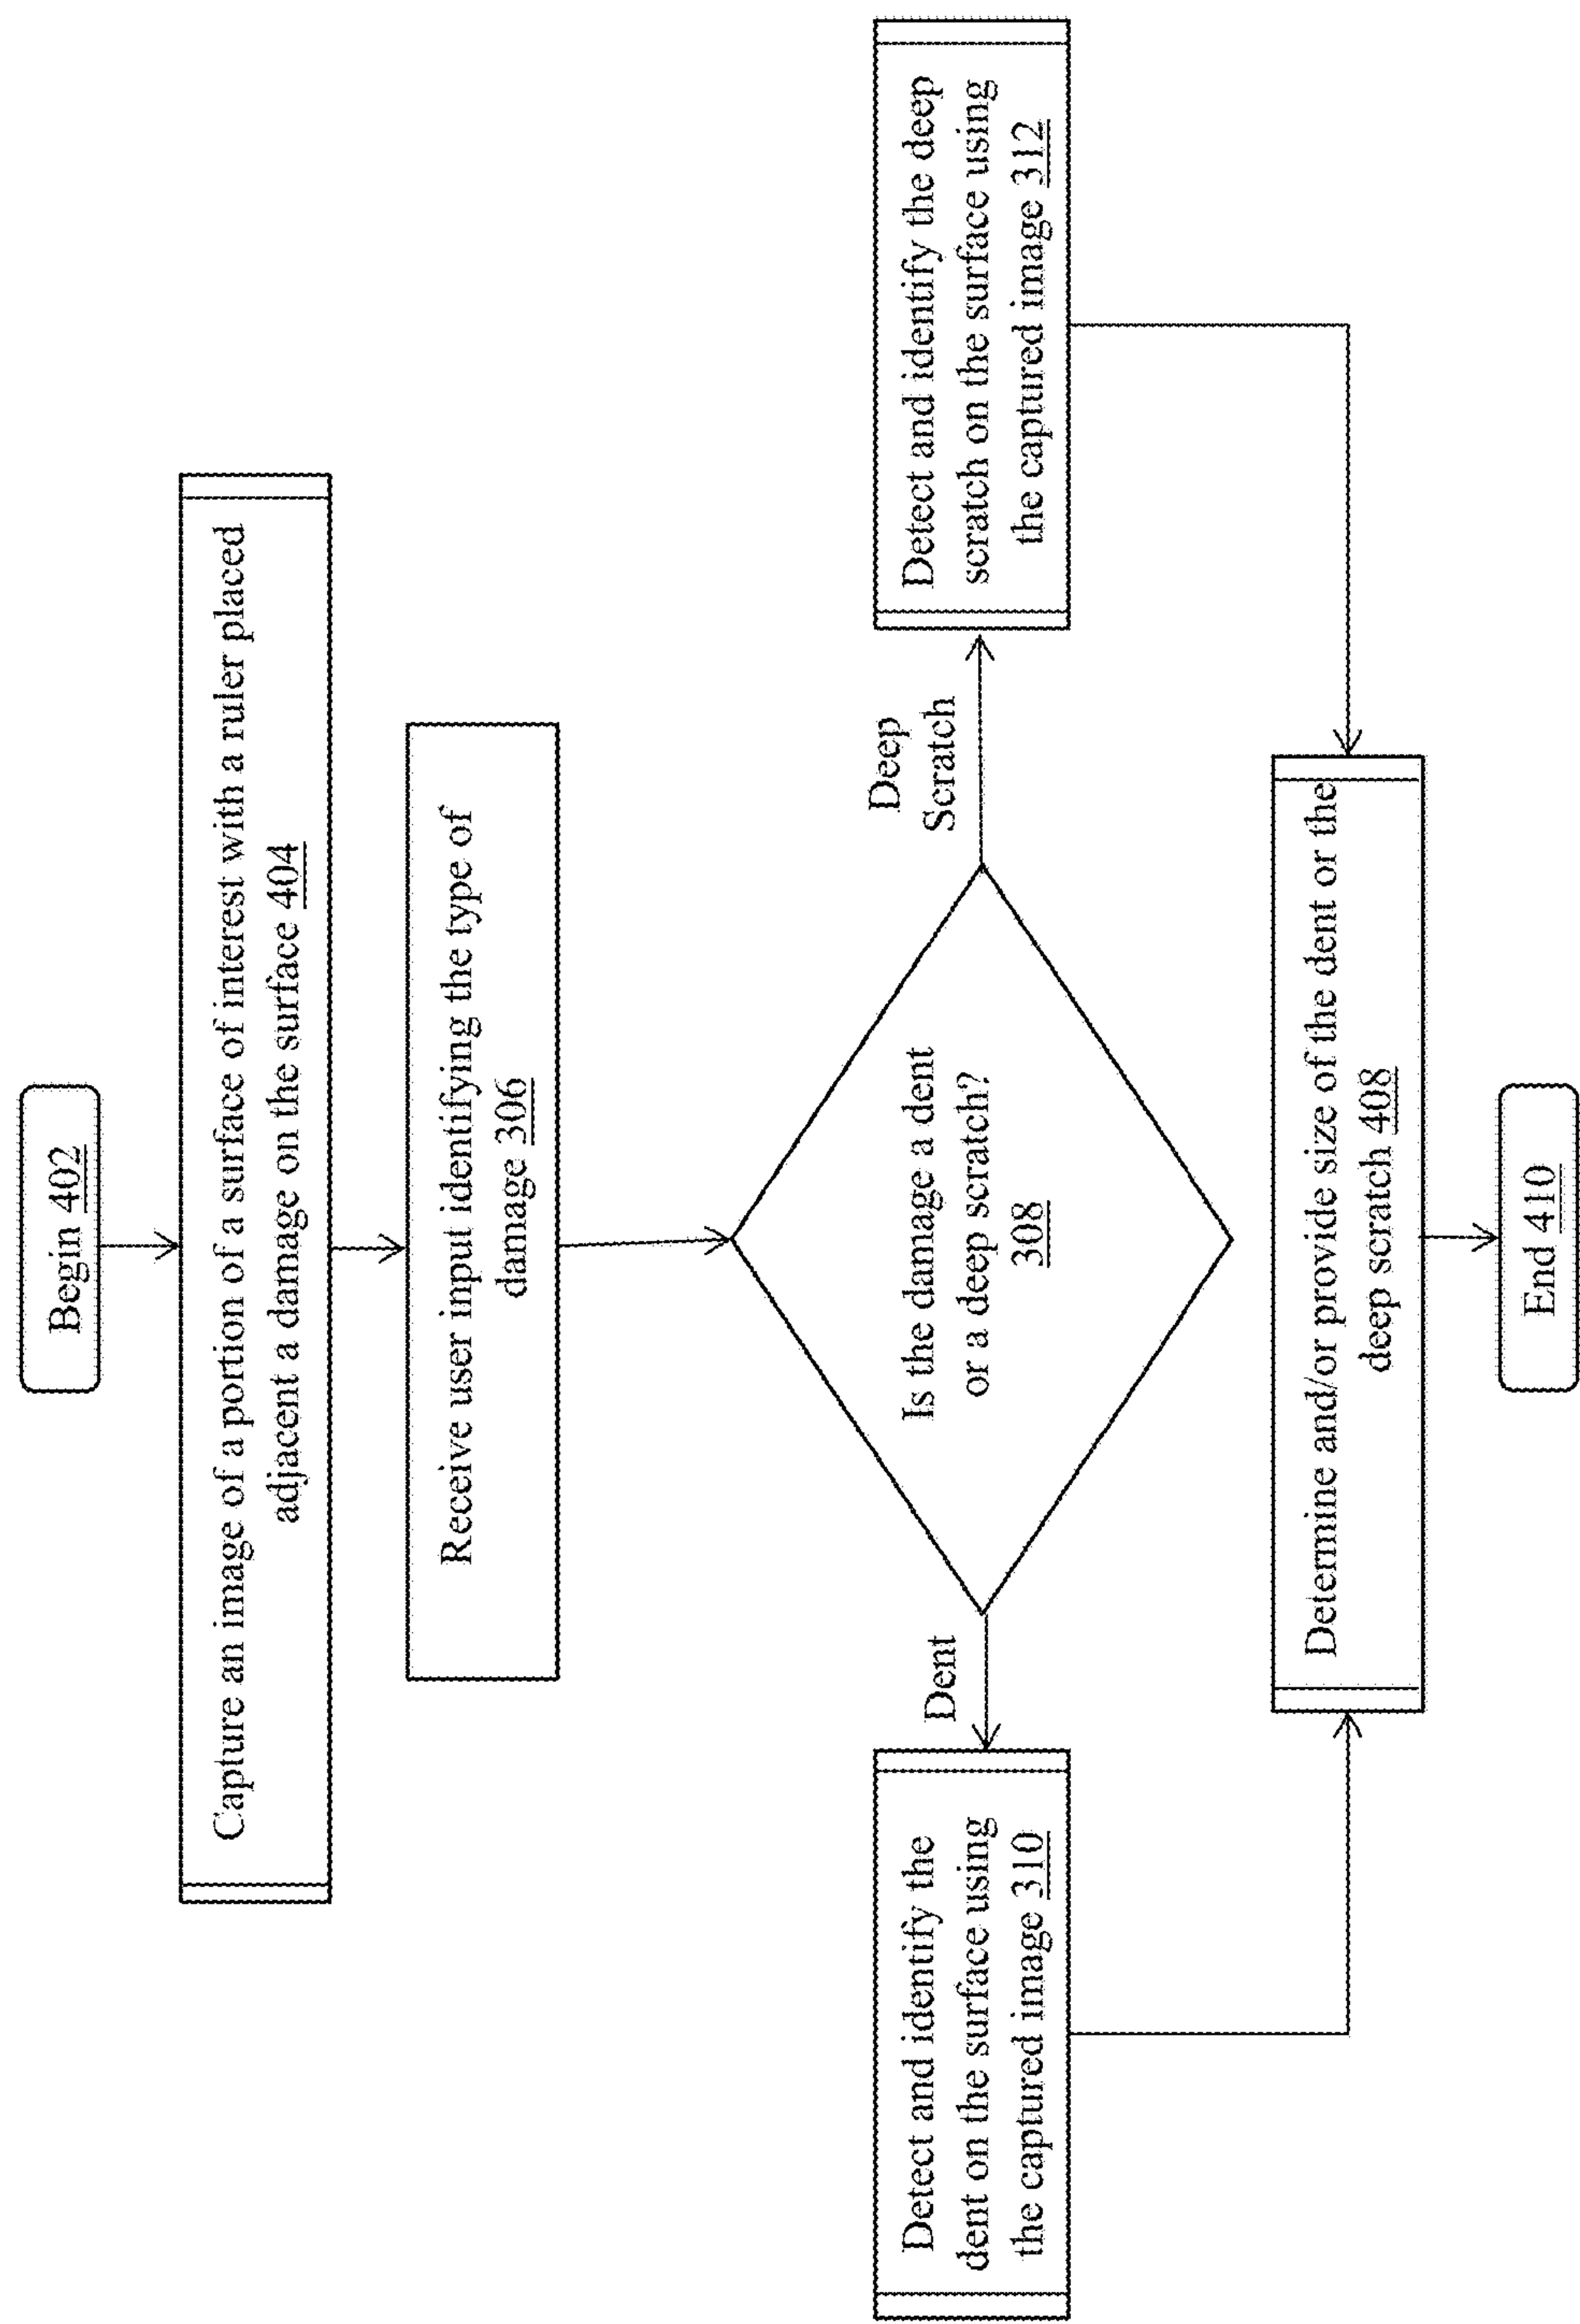 Begin 402
Capture an image of a portion of a surface of interest with a ruler placed
adjacent a damage on the surface 404
Receive user input identifying the type of
damage 306
Is the damage a dent
or a deep scratch?
308
Dent
Deep
Scratch
Detect and identify the
dent on the surface using
the captured image 310
Detect and identify the deep
scratch on the surface using
the captured image 312
Determine and/or provide size of the dent or the
deep scratch 408
End 410